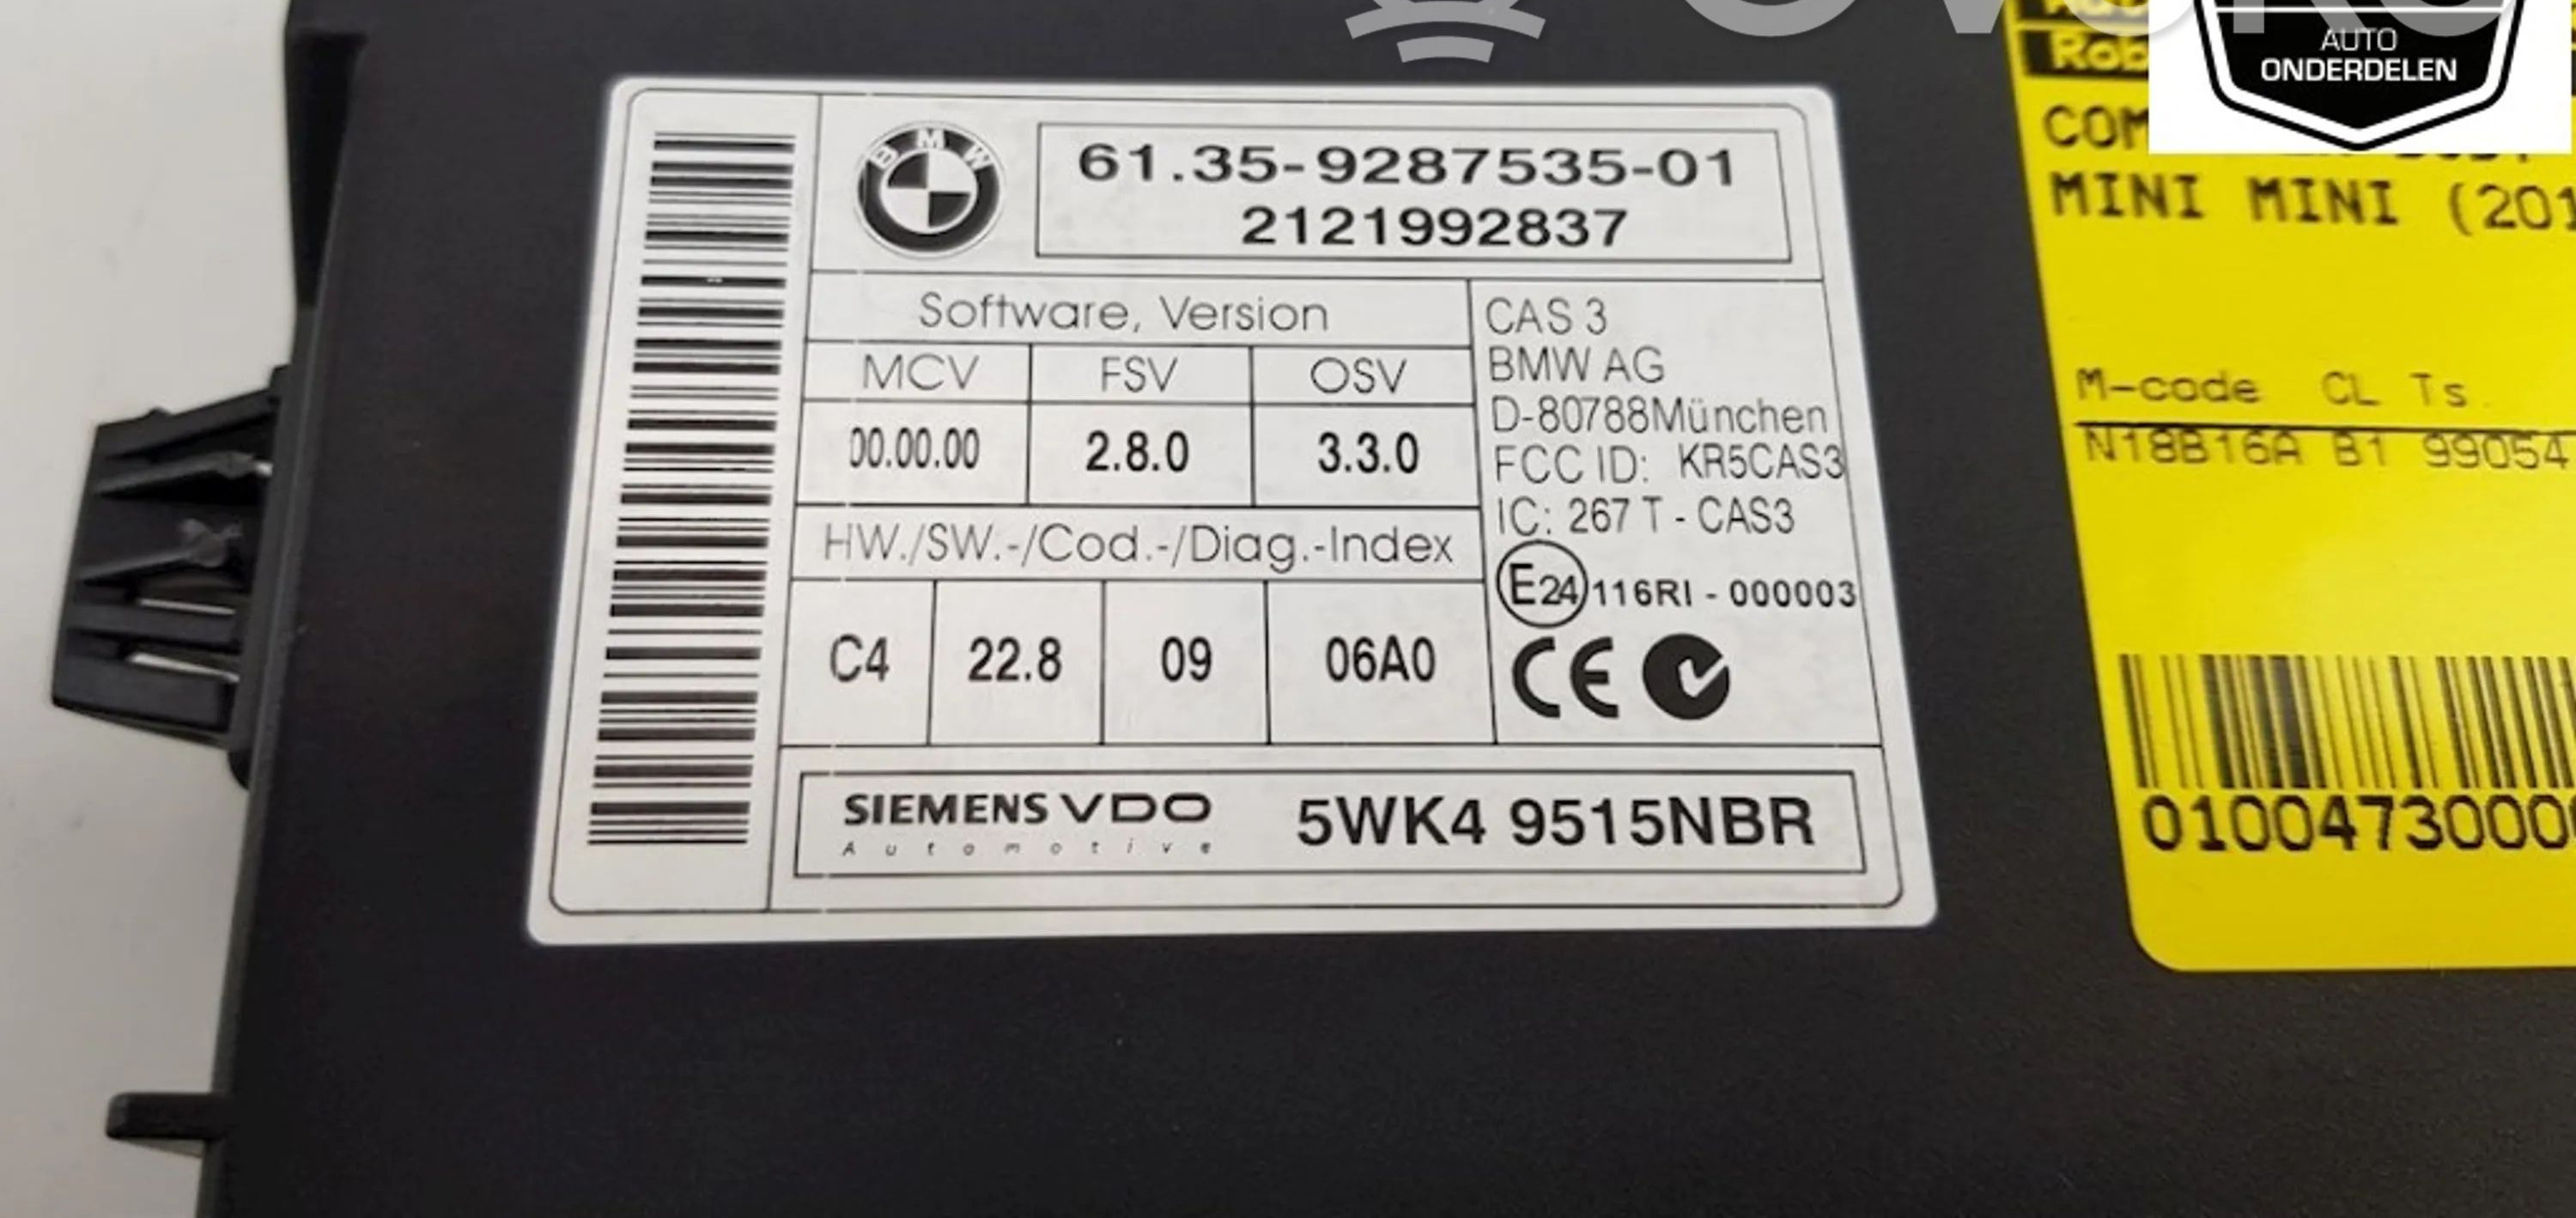 AUTO
ONDERDELEN
BMW
61.35-9287535-01
2121992837
Software, Version
MCV FSV OSV
00.00.00 2.8.0 3.3.0
HW./SW.-/Cod.-/Diag.-Index
C4 22.8 09 06A0
CAS 3
BMW AG
D-80788München
FCC ID: KR5CAS3
IC: 267 T - CAS3
E24 116RI - 000003
CE
SIEMENS VDO
Automotive
5WK4 9515NBR
MINI MINI (201
M-code CL Ts
N18B16A B1 99054
01004730000